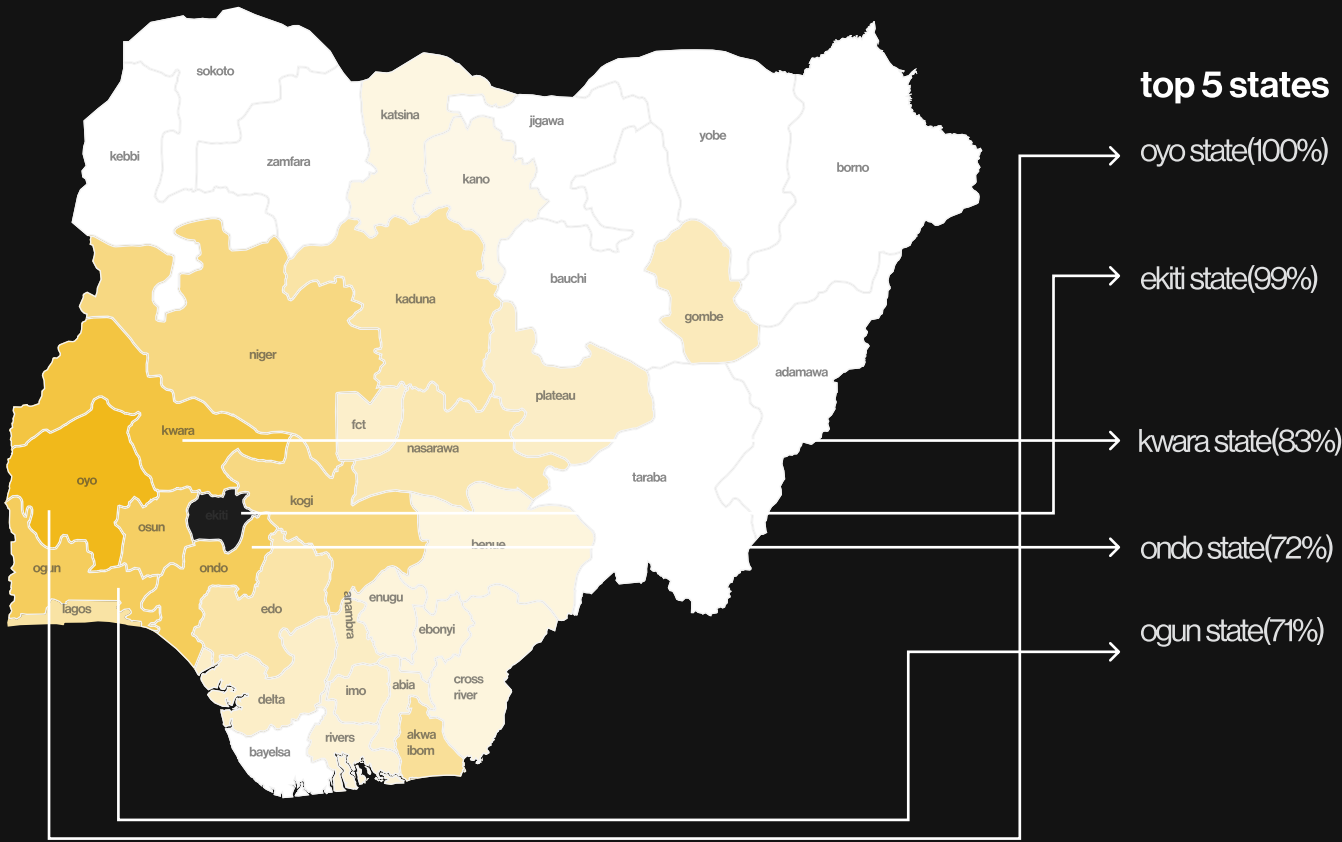 top 5 states
oyo state(100%)
ekiti state(99%)
kwara state(83%)
ondo state(72%)
ogun state(71%)
sokoto
katsina
jigawa
yobe
kebbi
zamfara
kano
borno
bauchi
kaduna
gombe
niger
adamawa
plateau
fct
kwara
nasarawa
oyo
taraba
kogi
ekiti
osun
benue
ogun
ondo
enugu
lagos
edo
anambra
ebonyi
cross
river
abia
imo
delta
rivers
akwa
ibom
bayelsa